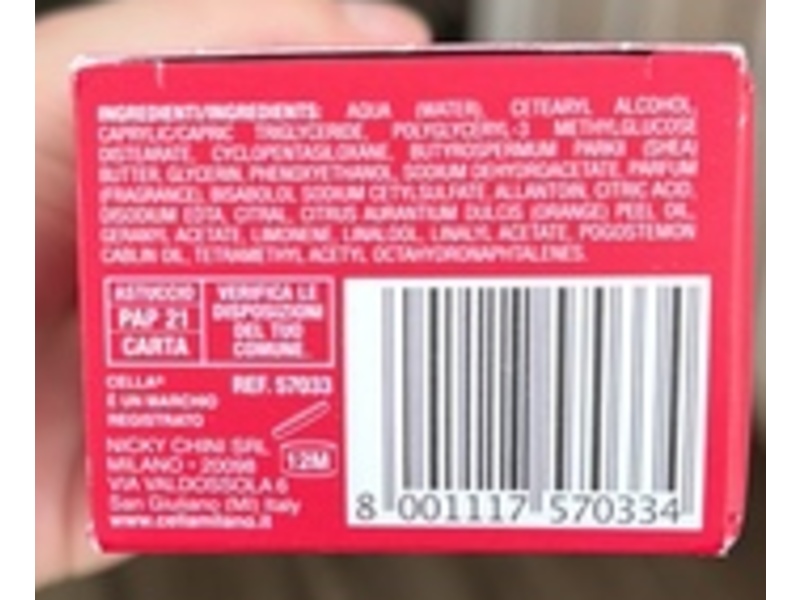 INGREDIENTI/INGREDIENTS: AQUA (WATER), CETEARYL ALCOHOL,
CAPRYLIC/CAPRIC TRIGLYCERIDE, POLYGLYCERYL-3 METHYLGLUCOSE
DISTEARATE, CYCLOPENTASILOXANE, BUTYROSPERMUM PARKII (SHEA)
BUTTER, GLYCERIN, PHENOXYETHANOL, SODIUM DEHYDROACETATE, PARFUM
(FRAGRANCE), BISABOLOL, SODIUM CETYLSULFATE, ALLANTOIN, CITRIC ACID,
DISODIUM EDTA, CITRAL, CITRUS AURANTIUM DULCIS (ORANGE) PEEL OIL,
GERANYL ACETATE, LIMONENE, LINALOOL, LINALYL ACETATE, POGOSTEMON
CABLIN OIL, TETRAMETHYL ACETYL OCTAHYDRONAPHTALENES.
ASTUCCIO
PAP 21
CARTA
VERIFICA LE
DISPOSIZIONI
DEL TUO
COMUNE.
CELLA®
È UN MARCHIO
REGISTRATO
REF. 57033
NICKY CHINI SRL
MILANO • 20098
VIA VALDOSSOLA 6
San Giuliano (MI) Italy
www.cellamilano.it
12M
8 001117 570334